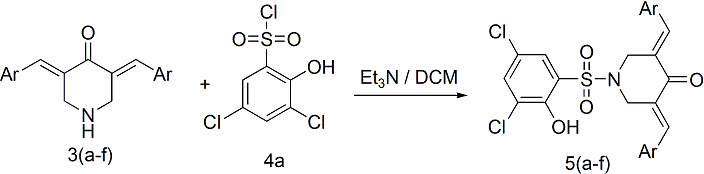 O
Ar Ar
N
H
3(a-f)
+
Cl
O=S=O
OH
Cl Cl
4a
Et3N / DCM
Ar
Cl O
S N O
Cl O
OH
Ar
5(a-f)